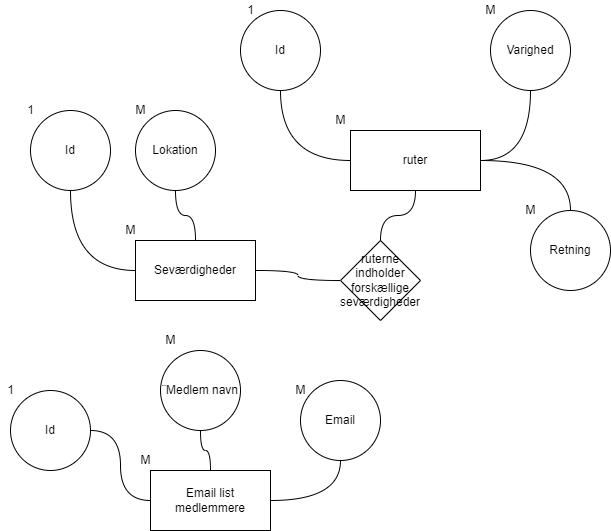 1
Id
M
Varighed
M
ruter
M
Retning
1
Id
M
Lokation
M
Seværdigheder
ruterne
indholder
forskællige
seværdigheder
1
Id
M
Medlem navn
M
Email
M
Email list
medlemmere